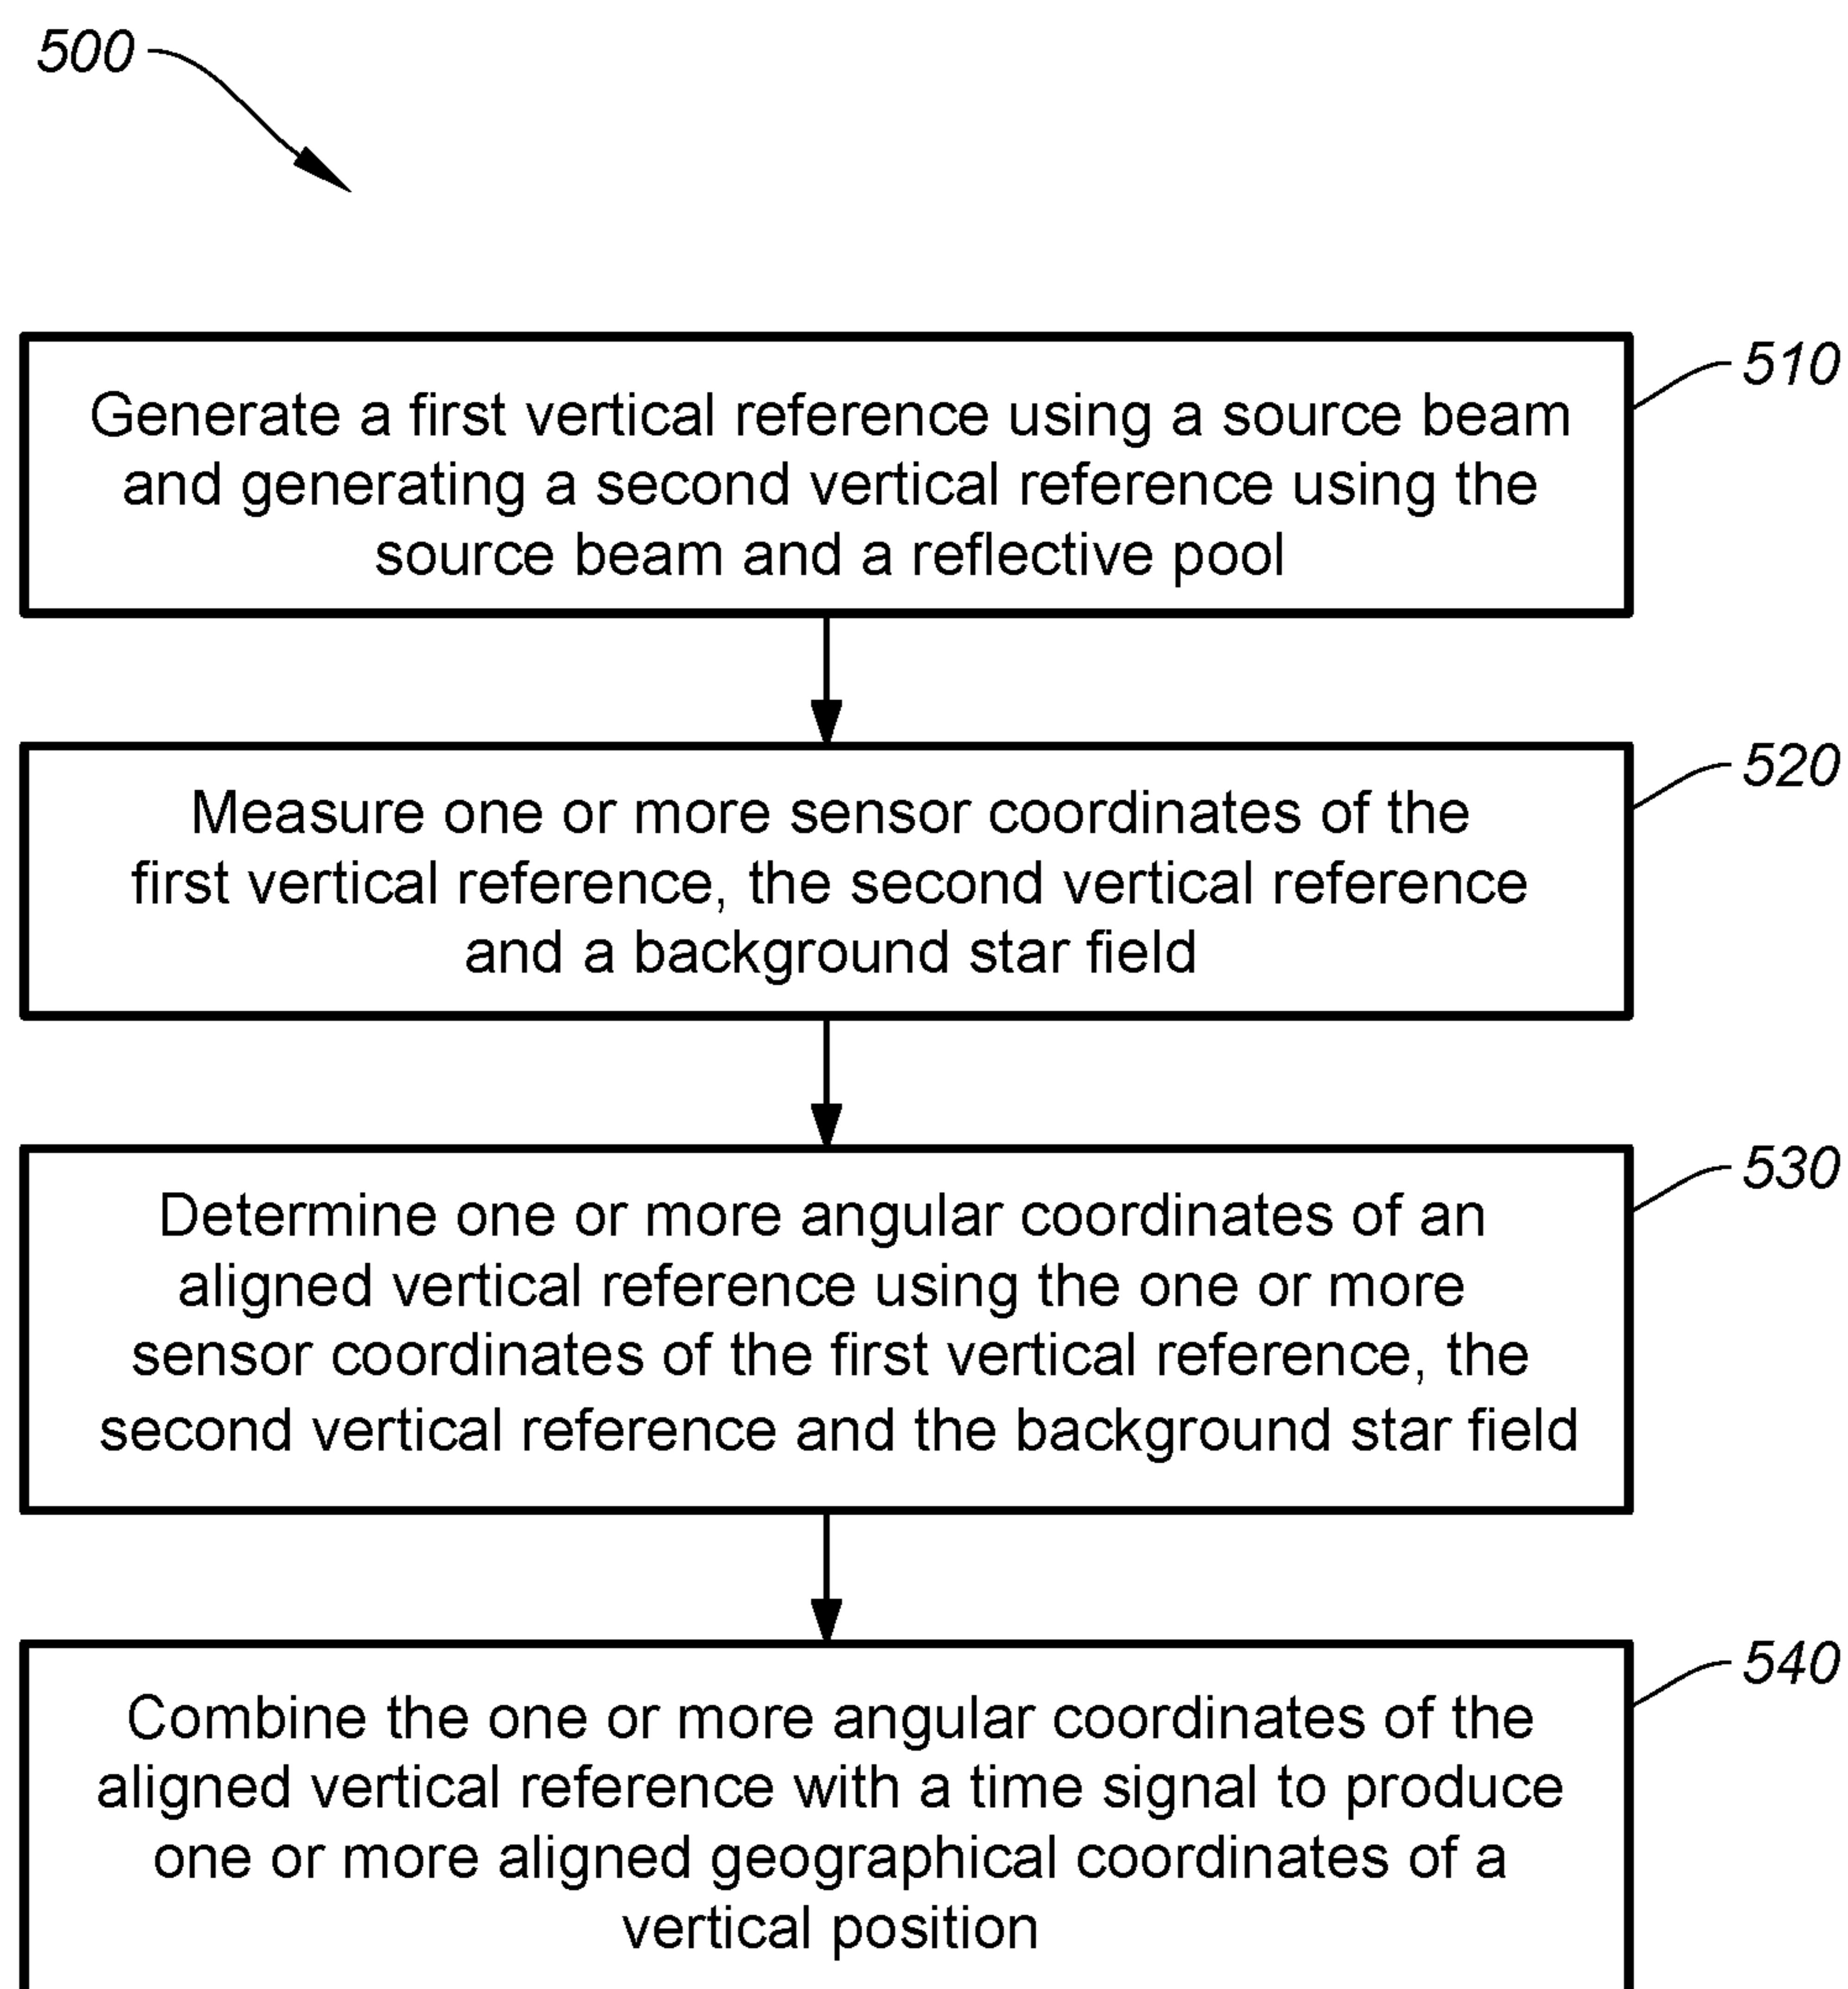 500
510
Generate a first vertical reference using a source beam
and generating a second vertical reference using the
source beam and a reflective pool
520
Measure one or more sensor coordinates of the
first vertical reference, the second vertical reference
and a background star field
530
Determine one or more angular coordinates of an
aligned vertical reference using the one or more
sensor coordinates of the first vertical reference, the
second vertical reference and the background star field
540
Combine the one or more angular coordinates of the
aligned vertical reference with a time signal to produce
one or more aligned geographical coordinates of a
vertical position